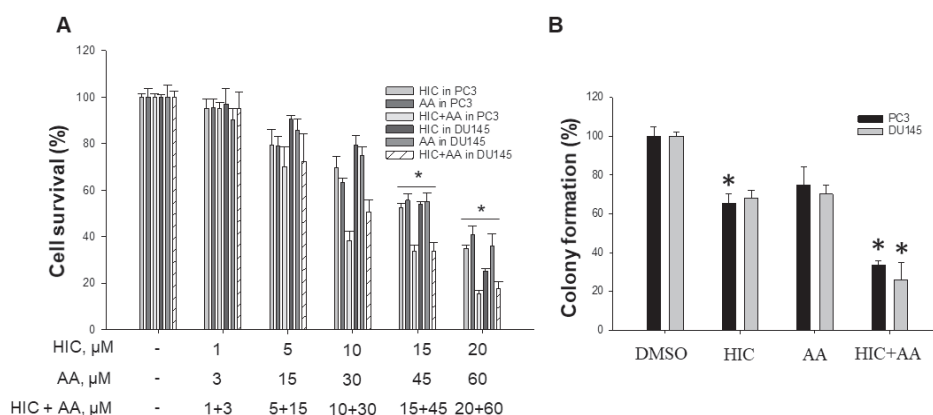 A
Cell survival (%)
120
100
80
60
40
20
0
HIC in PC3
AA in PC3
HIC+AA in PC3
HIC in DU145
AA in DU145
HIC+AA in DU145
*
*
HIC, µM - 1 5 10 15 20
AA, µM - 3 15 30 45 60
HIC + AA, µM - 1+3 5+15 10+30 15+45 20+60
B
Colony formation (%)
120
100
80
60
40
20
0
PC3
DU145
*
* *
DMSO HIC AA HIC+AA